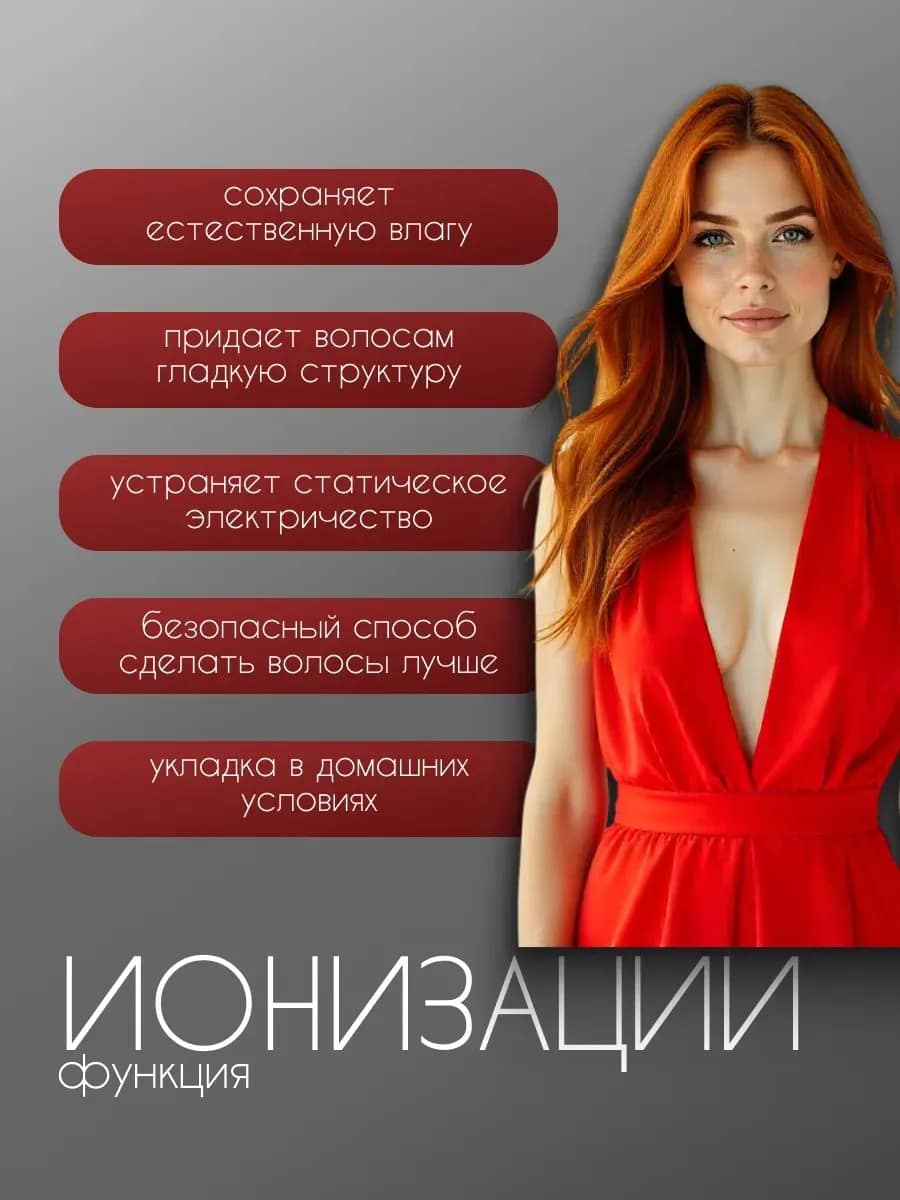 сохраняет
естественную влагу
придает волосам
гладкую структуру
устраняет статическое
электричество
безопасный способ
сделать волосы лучше
укладка в домашних
условиях
ИОНИЗАЦИИ
функция